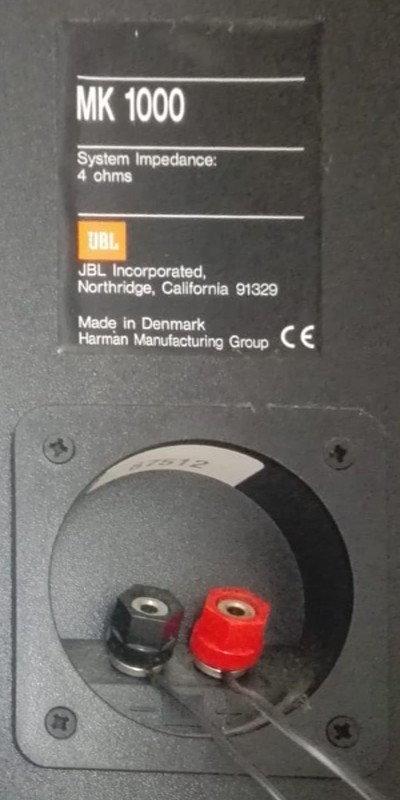 MK 1000
System Impedance:
4 ohms
JBL
JBL Incorporated,
Northridge, California 91329
Made in Denmark
Harman Manufacturing Group CE
67512